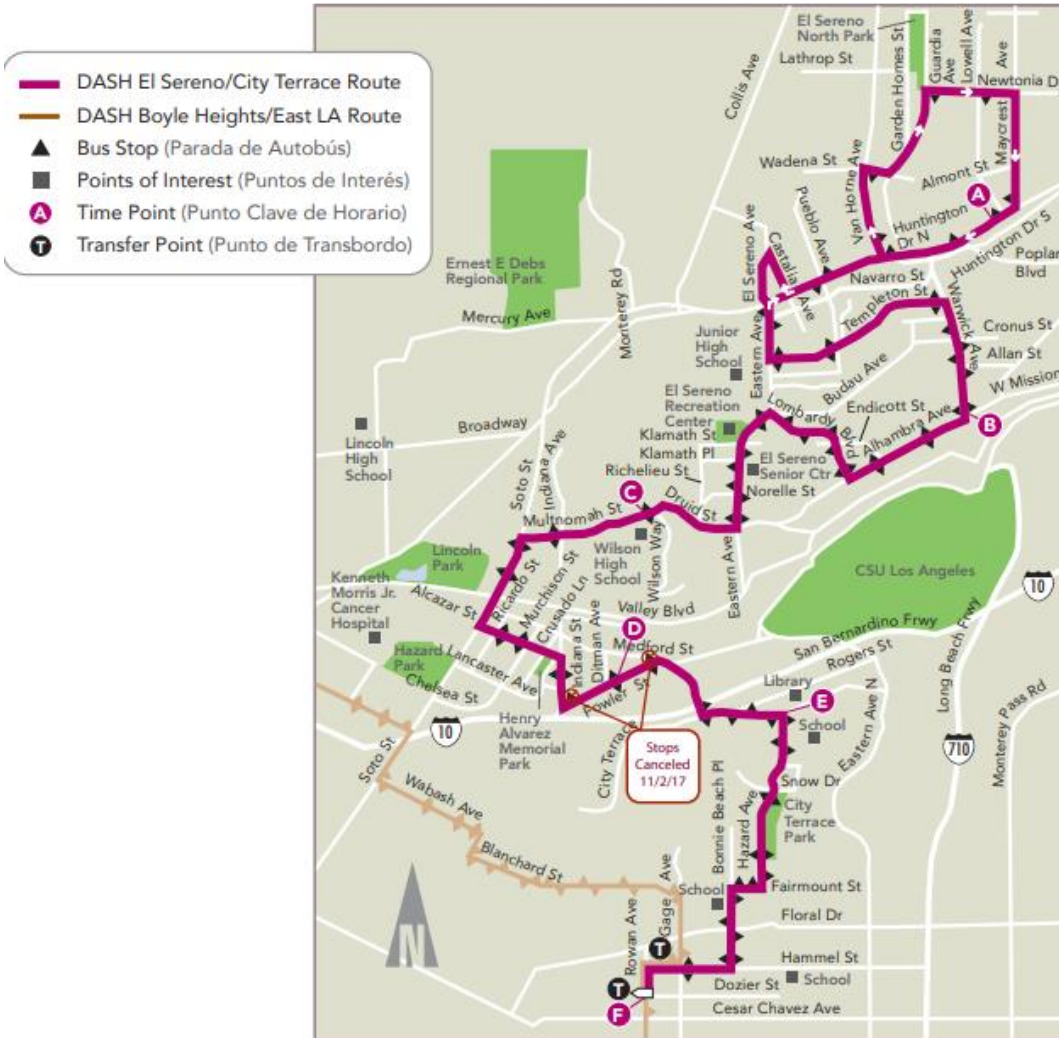 DASH El Sereno/City Terrace Route
DASH Boyle Heights/East LA Route
Bus Stop (Parada de Autobús)
Points of Interest (Puntos de Interés)
A Time Point (Punto Clave de Horario)
T Transfer Point (Punto de Transbordo)
El Sereno
North Park
Lathrop St
Collis Ave
Garden Homes St
Guardia
Ave
Lowell Ave
Ave
Maycrest
Newtonia D
Wadena St
Van Horne Ave
Almont St
A
Huntington
Dr N
Huntington Dr S
Poplar
Blvd
Pueblo Ave
El Sereno Ave
Castalia Ave
Navarro St
Templeton St
Warwick Ave
Cronus St
Allan St
W Mission
Ernest E Debs
Regional Park
Mercury Ave
Monterey Rd
Junior
High
School
Eastern Ave
Budau Ave
El Sereno
Recreation
Center
Lombardy Blvd
Endicott St
Alhambra Ave
B
Klamath St
Klamath Pl
Richelieu St
El Sereno
Senior Ctr
Norelle St
Broadway
Lincoln
High
School
Soto St
Indiana Ave
C
Multnomah St
Druid St
Wilson
High
School
Wilson Way
Eastern Ave
CSU Los Angeles
10
Lincoln
Park
Kenneth
Morris Jr.
Cancer
Hospital
Alcazar St
Ricardo St
Murchison St
Crusado Ln
Valley Blvd
Indiana St
Ditman Ave
D
Medford St
San Bernardino Frwy
Rogers St
Long Beach Frwy
Hazard
Park
Lancaster Ave
Chelsea St
Fowler St
Library
E
School
Eastern Ave N
10
Henry
Alvarez
Memorial
Park
City Terrace
Stops
Canceled
11/2/17
710
Monterey Pass Rd
Soto St
Wabash Ave
Blanchard St
Snow Dr
City
Terrace
Park
Bonnie Beach Pl
Hazard Ave
Gage Ave
School
Fairmount St
Floral Dr
Rowan Ave
T
Hammel St
School
Dozier St
T
F
Cesar Chavez Ave
N